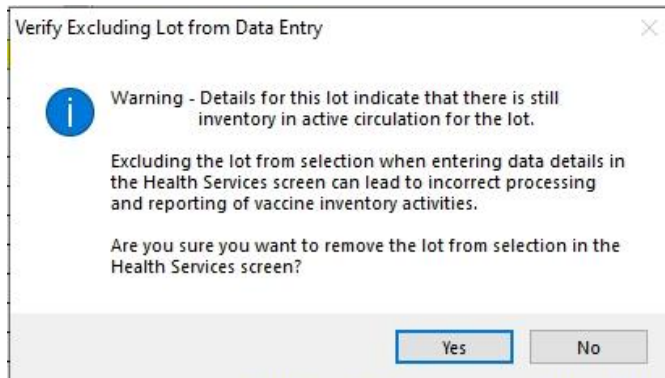 Verify Excluding Lot from Data Entry
Warning - Details for this lot indicate that there is still
inventory in active circulation for the lot.
Excluding the lot from selection when entering data details in
the Health Services screen can lead to incorrect processing
and reporting of vaccine inventory activities.
Are you sure you want to remove the lot from selection in the
Health Services screen?
Yes No